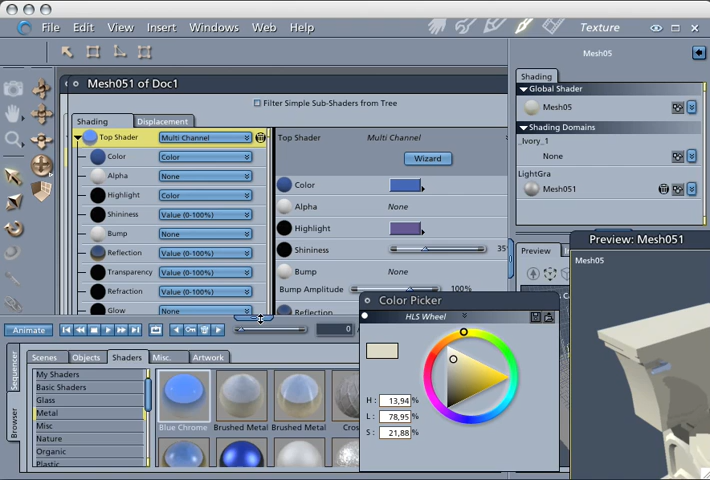 File Edit View Insert Windows Web Help Texture
Mesh05
Mesh051 of Doc1
Filter Simple Sub-Shaders from Tree
Shading Displacement
Top Shader Multi Channel
Color Color
Alpha None
Highlight Color
Shininess Value (0-100%)
Bump None
Reflection Value (0-100%)
Transparency Value (0-100%)
Refraction Value (0-100%)
Glow None
Top Shader Multi Channel
Wizard
Color
Alpha None
Highlight
Shininess 35
Bump None
Bump Amplitude 100%
Reflection
Shading
Global Shader
Mesh05
Shading Domains
_Ivory_1
None
LightGra
Mesh051
Preview
Preview: Mesh051
Mesh05
Color Picker
HLS Wheel
H: 13,94 %
L: 78,95 %
S: 21,88 %
Animate 0
Sequencer
Browser
Scenes Objects Shaders Misc. Artwork
My Shaders
Basic Shaders
Glass
Metal
Misc
Nature
Organic
Plastic
Blue Chrome Brushed Metal Brushed Metal Cros